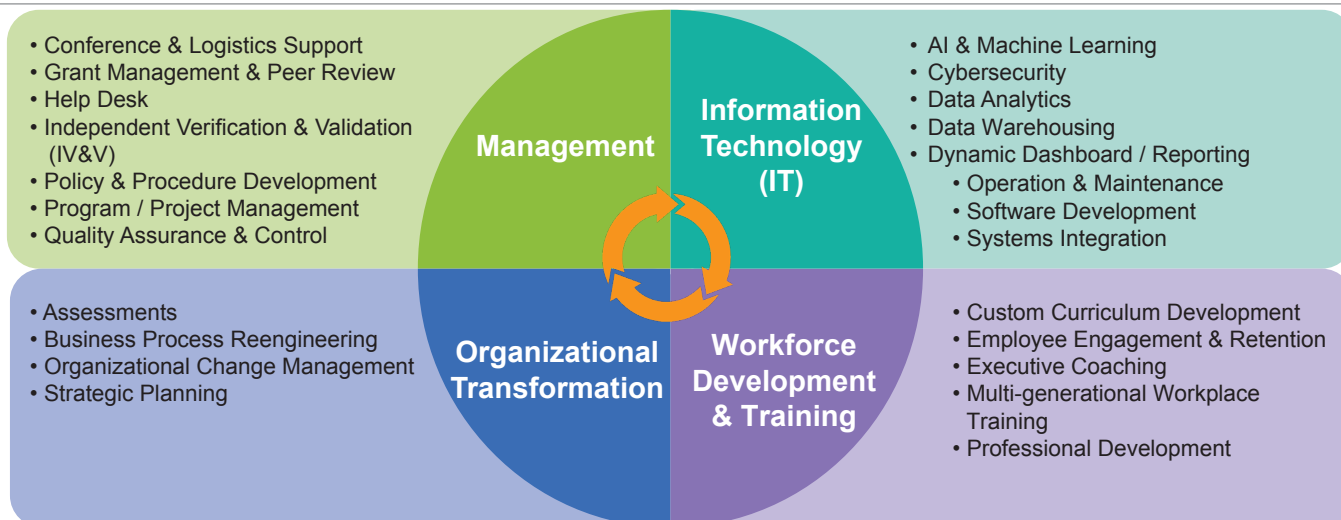 • Conference & Logistics Support
• Grant Management & Peer Review
• Help Desk
• Independent Verification & Validation
(IV&V)
• Policy & Procedure Development
• Program / Project Management
• Quality Assurance & Control
Management
Information
Technology
(IT)
• AI & Machine Learning
• Cybersecurity
• Data Analytics
• Data Warehousing
• Dynamic Dashboard / Reporting
• Operation & Maintenance
• Software Development
• Systems Integration
• Assessments
• Business Process Reengineering
• Organizational Change Management
• Strategic Planning
Organizational
Transformation
Workforce
Development
& Training
• Custom Curriculum Development
• Employee Engagement & Retention
• Executive Coaching
• Multi-generational Workplace
Training
• Professional Development